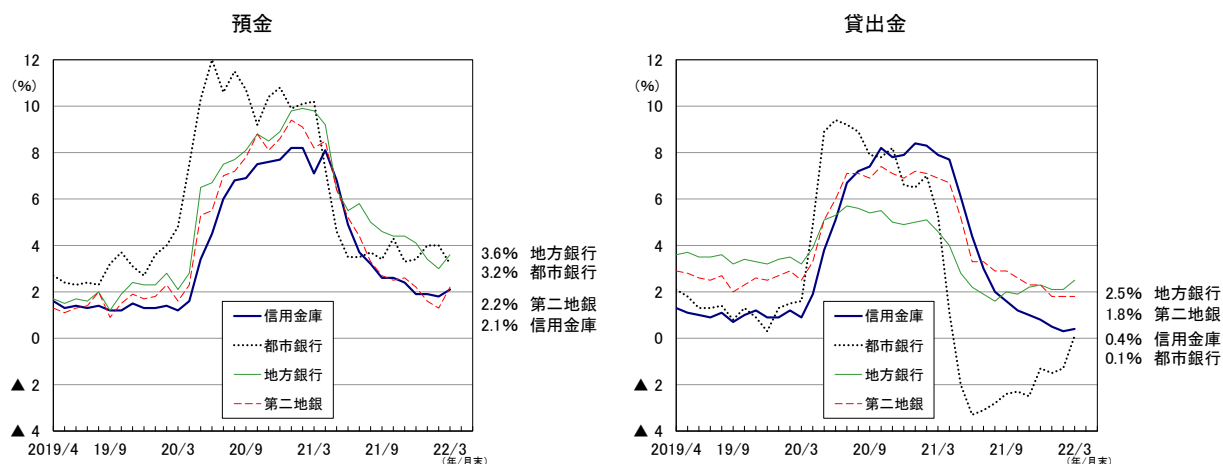 預金
12
(%)
10
8
6
4
2
0
▲ 2
▲ 4
2019/4 19/9 20/3 20/9 21/3 21/9 22/3
(年/月末)
信用金庫
都市銀行
地方銀行
第二地銀
3.6% 地方銀行
3.2% 都市銀行
2.2% 第二地銀
2.1% 信用金庫
貸出金
12
(%)
10
8
6
4
2
0
▲ 2
▲ 4
2019/4 19/9 20/3 20/9 21/3 21/9 22/3
(年/月末)
信用金庫
都市銀行
地方銀行
第二地銀
2.5% 地方銀行
1.8% 第二地銀
0.4% 信用金庫
0.1% 都市銀行